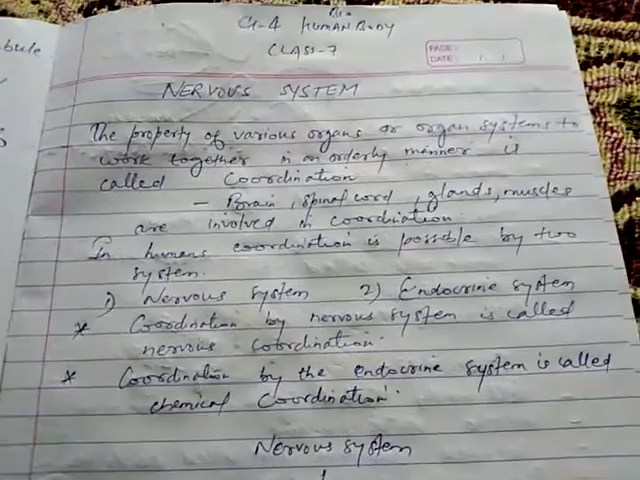 Bio
Ch-4 HUMAN BODY
CLASS-7
PAGE:
DATE: / /
NERVOUS SYSTEM
The property of various organs or organ systems to
work together in an orderly manner is
called Coordination
- Brain, spinal cord, glands, muscles
are involved in coordination.
In humans coordination is possible by two
system.
1) Nervous system 2) Endocrine system
* Coordination by nervous system is called
nervous coordination.
* Coordination by the endocrine system is called
chemical Coordination.
Nervous system